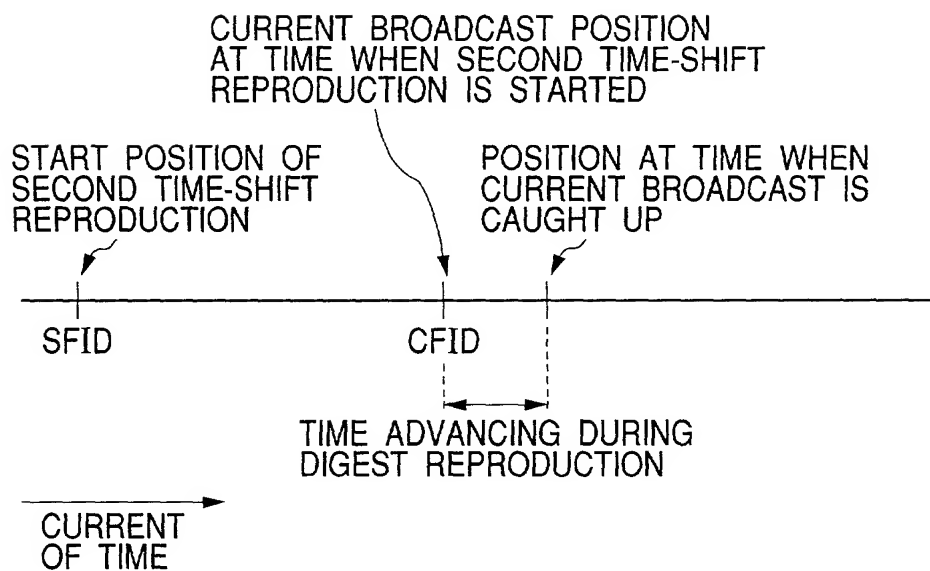 CURRENT BROADCAST POSITION
AT TIME WHEN SECOND TIME-SHIFT
REPRODUCTION IS STARTED
START POSITION OF
SECOND TIME-SHIFT
REPRODUCTION
POSITION AT TIME WHEN
CURRENT BROADCAST IS
CAUGHT UP
SFID
CFID
TIME ADVANCING DURING
DIGEST REPRODUCTION
CURRENT
OF TIME